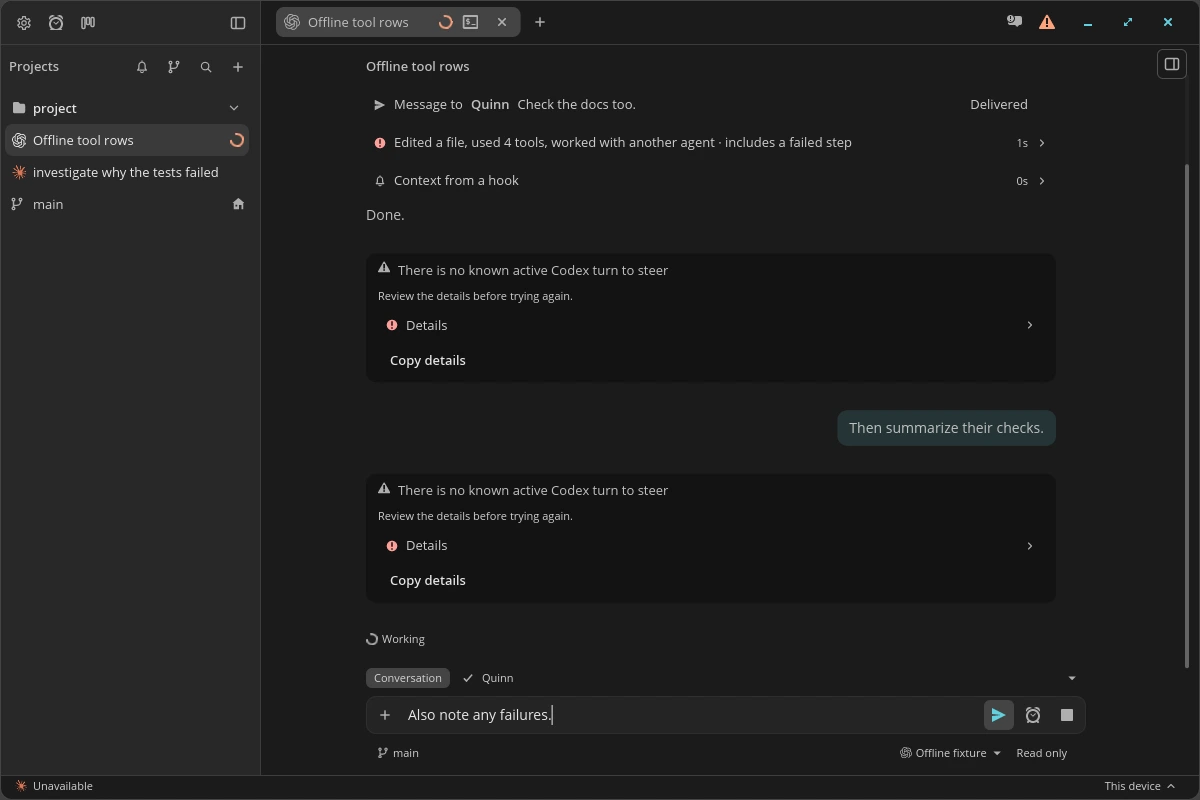 Offline tool rows
Projects
project
Offline tool rows
investigate why the tests failed
main
Offline tool rows
Message to Quinn Check the docs too.
Delivered
Edited a file, used 4 tools, worked with another agent · includes a failed step
1s
Context from a hook
0s
Done.
There is no known active Codex turn to steer
Review the details before trying again.
Details
Copy details
Then summarize their checks.
There is no known active Codex turn to steer
Review the details before trying again.
Details
Copy details
Working
Conversation
Quinn
Also note any failures.
main
Offline fixture
Read only
Unavailable
This device